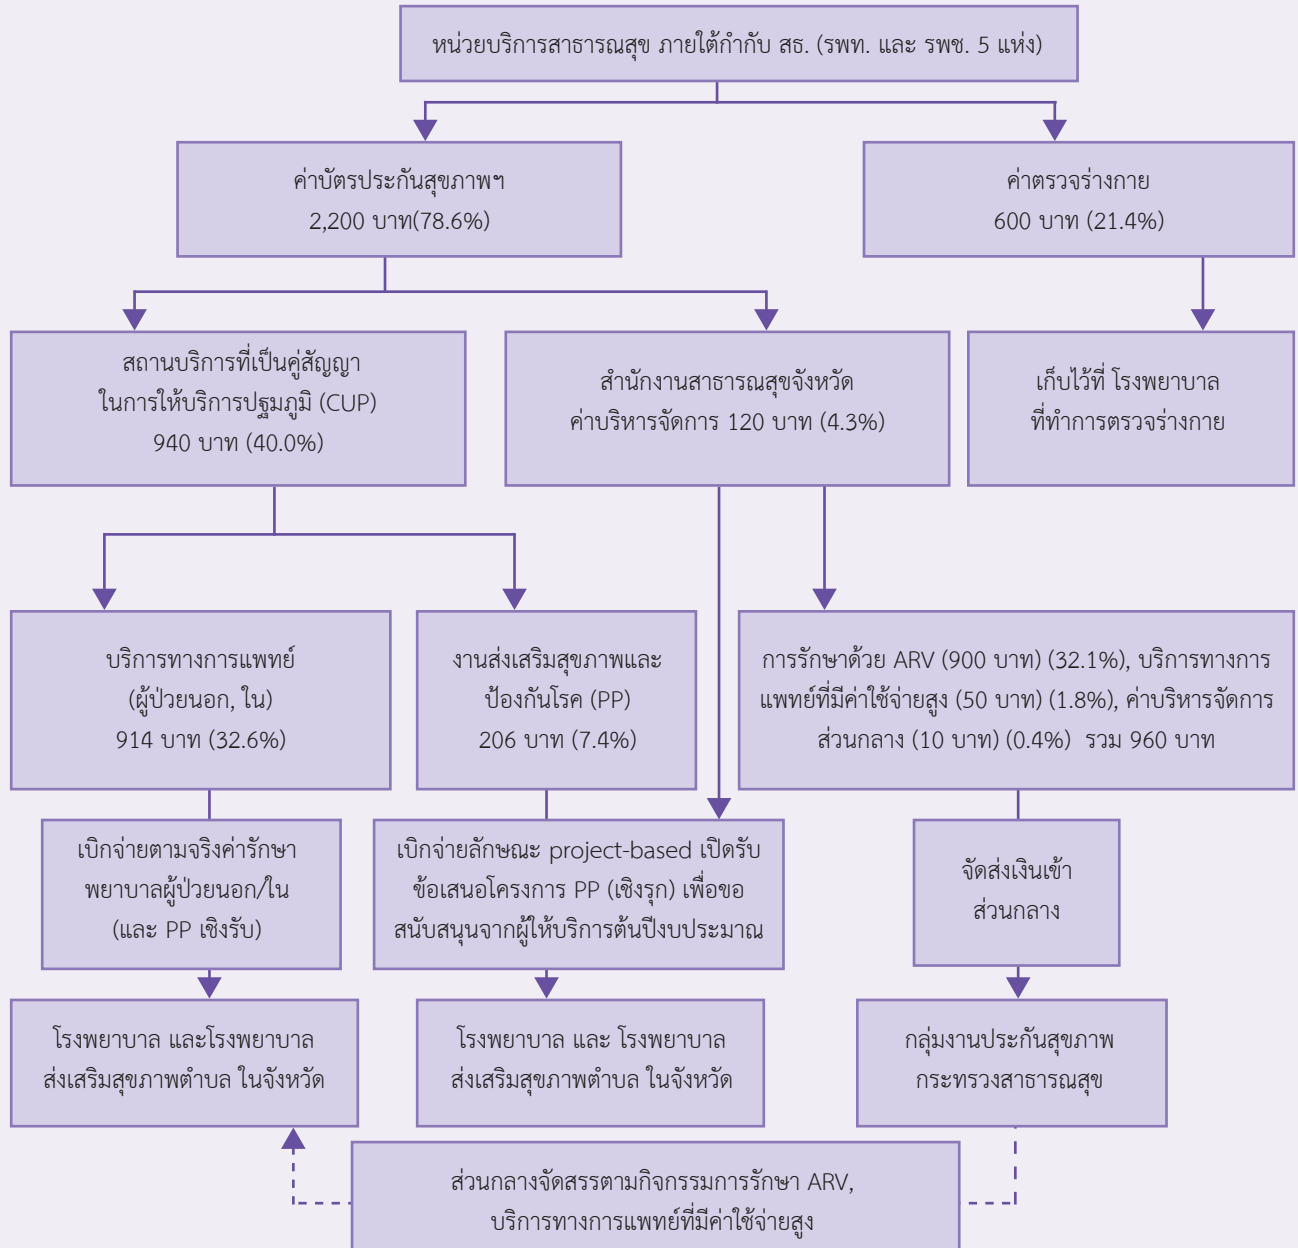 หน่วยบริการสาธารณสุข ภายใต้กำกับ สธ. (รพท. และ รพช. 5 แห่ง)
ค่าบัตรประกันสุขภาพฯ
2,200 บาท(78.6%)
ค่าตรวจร่างกาย
600 บาท (21.4%)
สถานบริการที่เป็นคู่สัญญา
ในการให้บริการปฐมภูมิ (CUP)
940 บาท (40.0%)
สำนักงานสาธารณสุขจังหวัด
ค่าบริหารจัดการ 120 บาท (4.3%)
เก็บไว้ที่ โรงพยาบาล
ที่ทำการตรวจร่างกาย
บริการทางการแพทย์
(ผู้ป่วยนอก, ใน)
914 บาท (32.6%)
งานส่งเสริมสุขภาพและ
ป้องกันโรค (PP)
206 บาท (7.4%)
การรักษาด้วย ARV (900 บาท) (32.1%), บริการทางการ
แพทย์ที่มีค่าใช้จ่ายสูง (50 บาท) (1.8%), ค่าบริหารจัดการ
ส่วนกลาง (10 บาท) (0.4%) รวม 960 บาท
เบิกจ่ายตามจริงค่ารักษา
พยาบาลผู้ป่วยนอก/ใน
(และ PP เชิงรับ)
เบิกจ่ายลักษณะ project-based เปิดรับ
ข้อเสนอโครงการ PP (เชิงรุก) เพื่อขอ
สนับสนุนจากผู้ให้บริการต้นปีงบประมาณ
จัดส่งเงินเข้า
ส่วนกลาง
โรงพยาบาล และโรงพยาบาล
ส่งเสริมสุขภาพตำบล ในจังหวัด
โรงพยาบาล และ โรงพยาบาล
ส่งเสริมสุขภาพตำบล ในจังหวัด
กลุ่มงานประกันสุขภาพ
กระทรวงสาธารณสุข
ส่วนกลางจัดสรรตามกิจกรรมการรักษา ARV,
บริการทางการแพทย์ที่มีค่าใช้จ่ายสูง